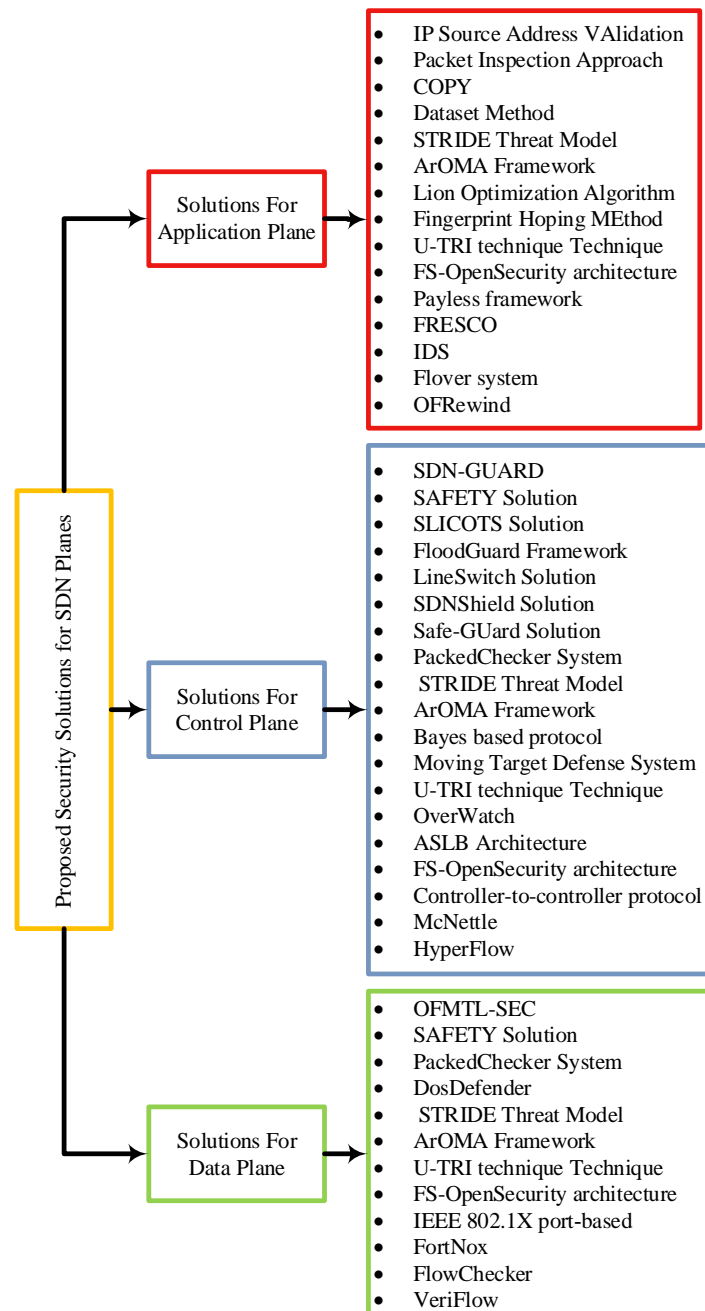 Proposed Security Solutions for SDN Planes
Solutions For
Application Plane
• IP Source Address VAlidation
• Packet Inspection Approach
• COPY
• Dataset Method
• STRIDE Threat Model
• ArOMA Framework
• Lion Optimization Algorithm
• Fingerprint Hoping MEthod
• U-TRI technique Technique
• FS-OpenSecurity architecture
• Payless framework
• FRESCO
• IDS
• Flover system
• OFRewind
Solutions For
Control Plane
• SDN-GUARD
• SAFETY Solution
• SLICOTS Solution
• FloodGuard Framework
• LineSwitch Solution
• SDNShield Solution
• Safe-GUard Solution
• PackedChecker System
• STRIDE Threat Model
• ArOMA Framework
• Bayes based protocol
• Moving Target Defense System
• U-TRI technique Technique
• OverWatch
• ASLB Architecture
• FS-OpenSecurity architecture
• Controller-to-controller protocol
• McNettle
• HyperFlow
Solutions For
Data Plane
• OFMTL-SEC
• SAFETY Solution
• PackedChecker System
• DosDefender
• STRIDE Threat Model
• ArOMA Framework
• U-TRI technique Technique
• FS-OpenSecurity architecture
• IEEE 802.1X port-based
• FortNox
• FlowChecker
• VeriFlow